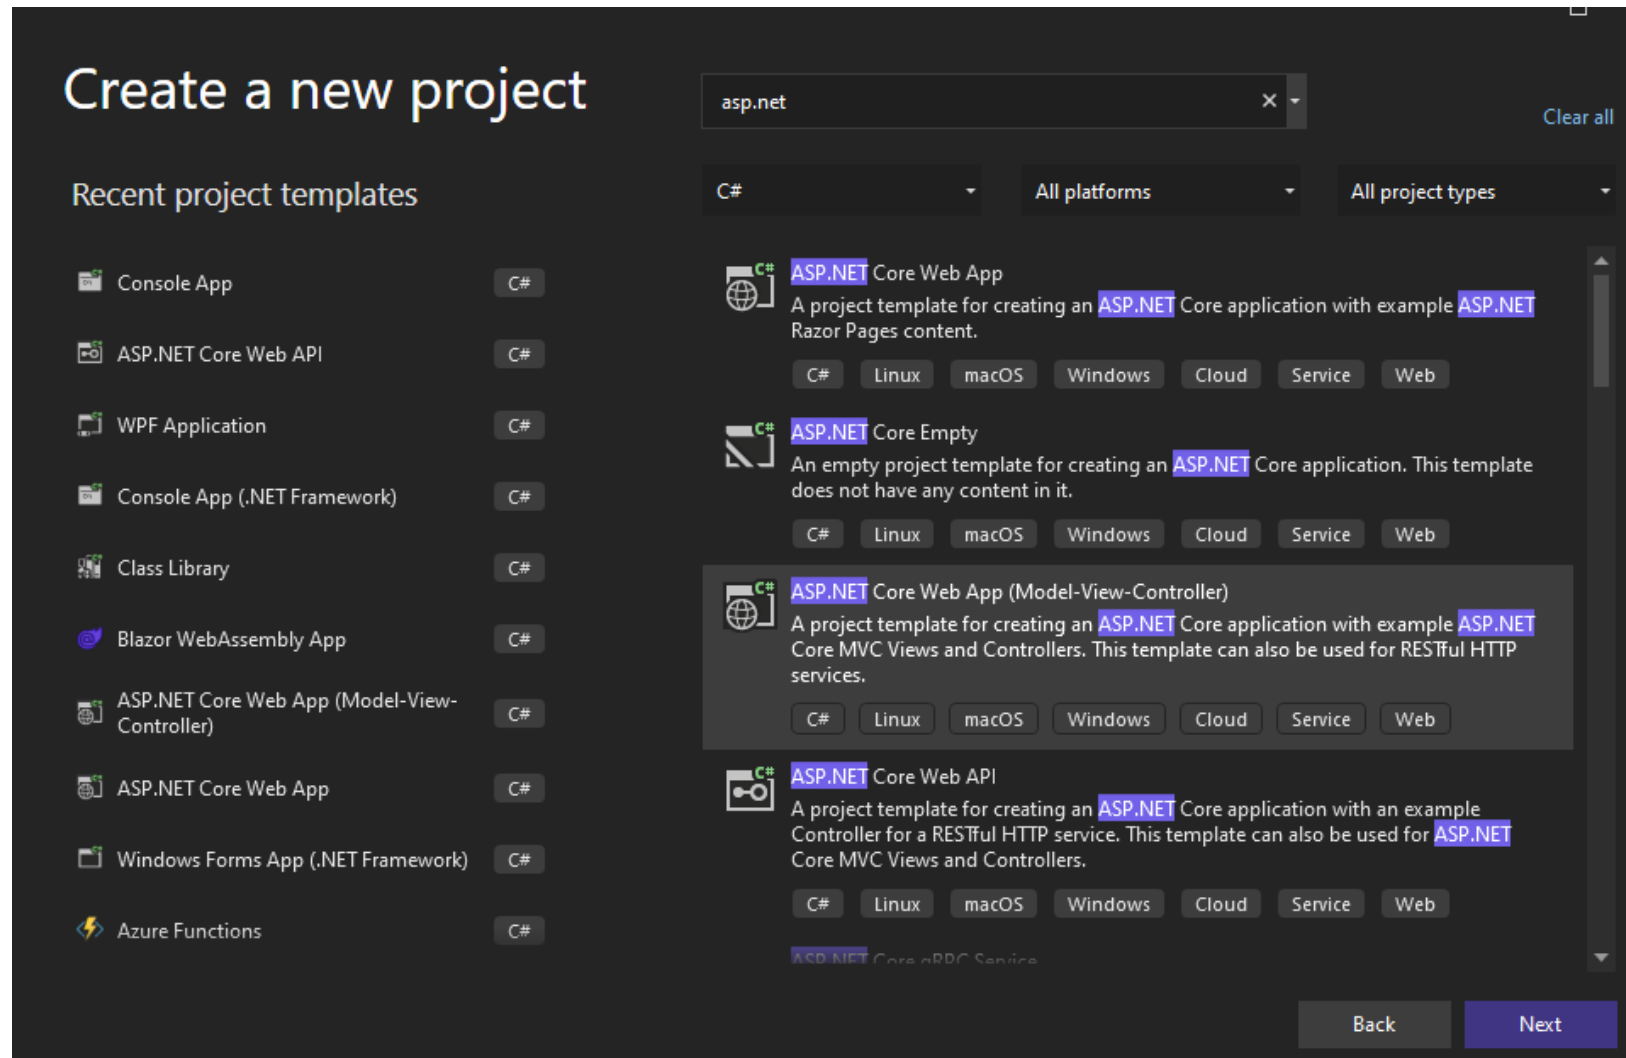 Create a new project
asp.net
Clear all
Recent project templates
C#
All platforms
All project types
Console App
C#
ASP.NET Core Web API
C#
WPF Application
C#
Console App (.NET Framework)
C#
Class Library
C#
Blazor WebAssembly App
C#
ASP.NET Core Web App (Model-View-
Controller)
C#
ASP.NET Core Web App
C#
Windows Forms App (.NET Framework)
C#
Azure Functions
C#
ASP.NET Core Web App
A project template for creating an ASP.NET Core application with example ASP.NET
Razor Pages content.
C# Linux macOS Windows Cloud Service Web
ASP.NET Core Empty
An empty project template for creating an ASP.NET Core application. This template
does not have any content in it.
C# Linux macOS Windows Cloud Service Web
ASP.NET Core Web App (Model-View-Controller)
A project template for creating an ASP.NET Core application with example ASP.NET
Core MVC Views and Controllers. This template can also be used for RESTful HTTP
services.
C# Linux macOS Windows Cloud Service Web
ASP.NET Core Web API
A project template for creating an ASP.NET Core application with an example
Controller for a RESTful HTTP service. This template can also be used for ASP.NET
Core MVC Views and Controllers.
C# Linux macOS Windows Cloud Service Web
ASP.NET Core gRPC Service
Back
Next